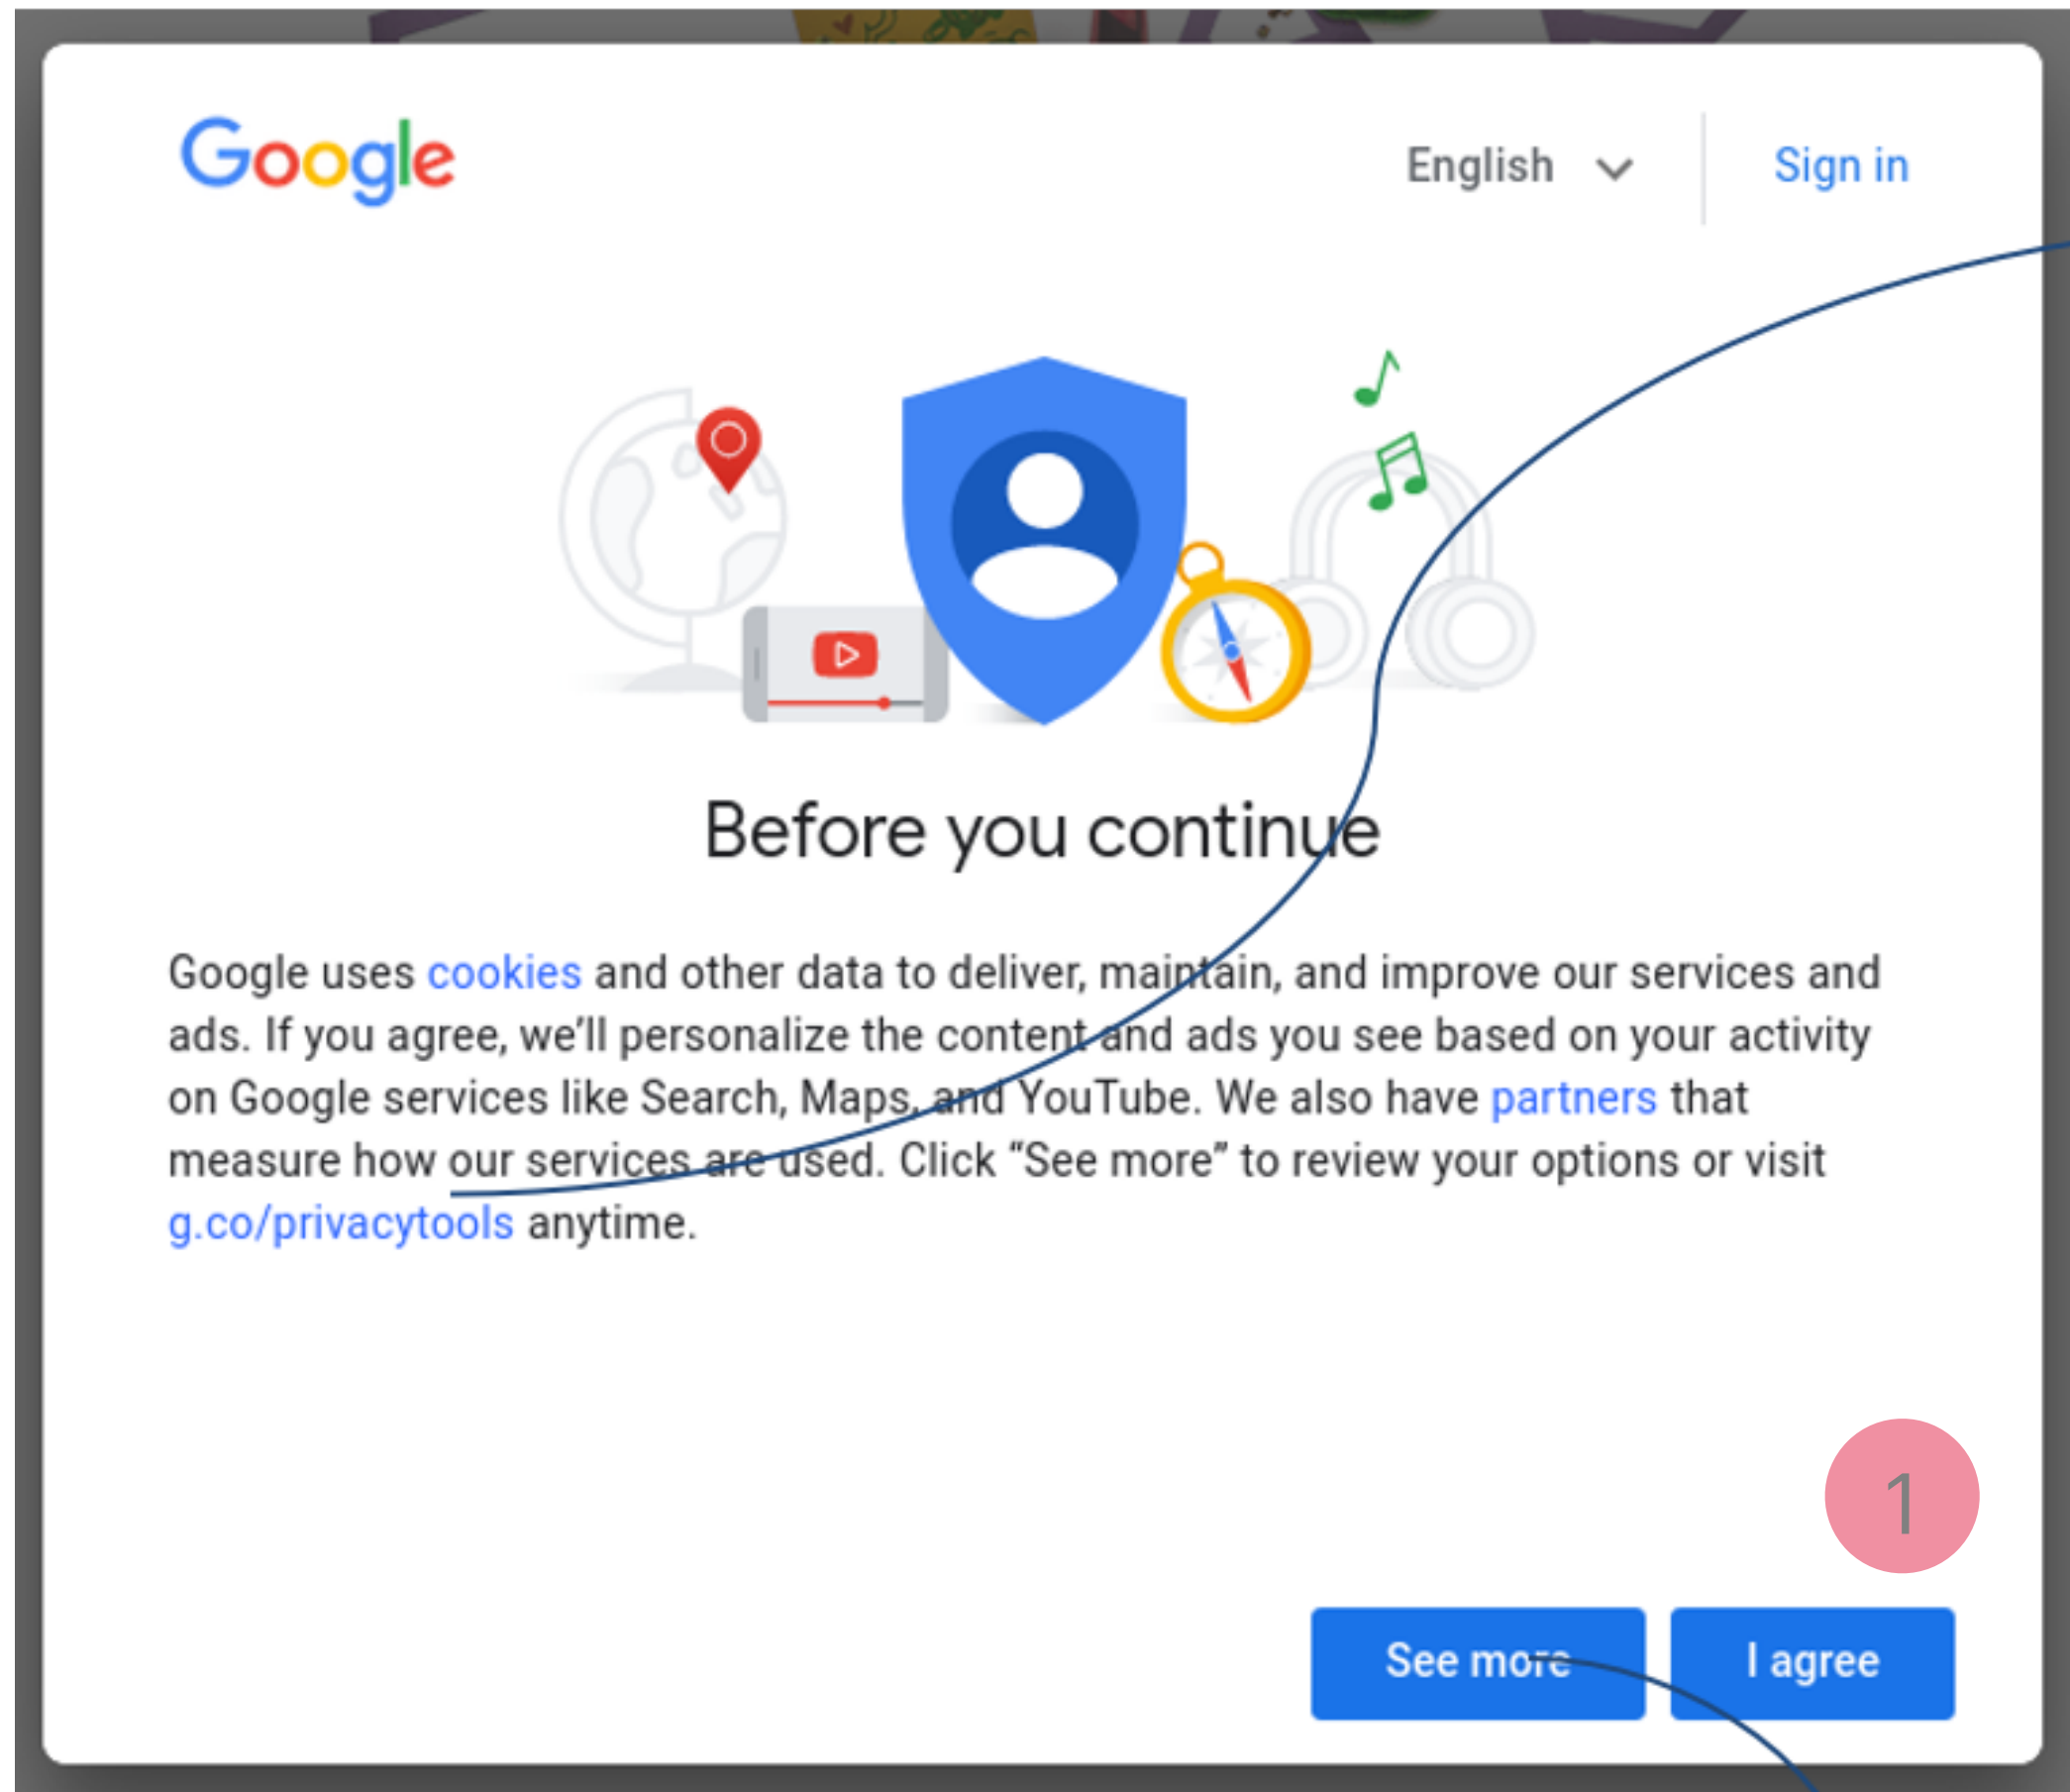 Google
English
Sign in
Before you continue
Google uses cookies and other data to deliver, maintain, and improve our services and
ads. If you agree, we’ll personalize the content and ads you see based on your activity
on Google services like Search, Maps, and YouTube. We also have partners that
measure how our services are used. Click “See more” to review your options or visit
g.co/privacytools anytime.
1
See more
I agree